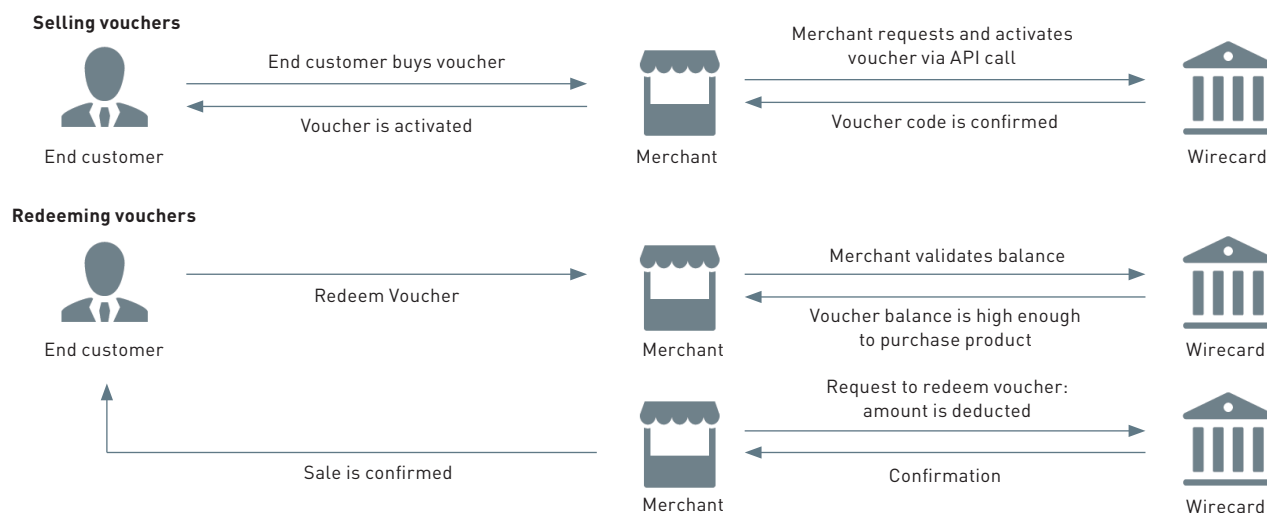 Selling vouchers
End customer buys voucher
Merchant requests and activates
voucher via API call
Voucher is activated
Voucher code is confirmed
End customer
Merchant
Wirecard
Redeeming vouchers
Redeem Voucher
Merchant validates balance
Voucher balance is high enough
to purchase product
End customer
Merchant
Wirecard
Request to redeem voucher:
amount is deducted
Sale is confirmed
Confirmation
Merchant
Wirecard